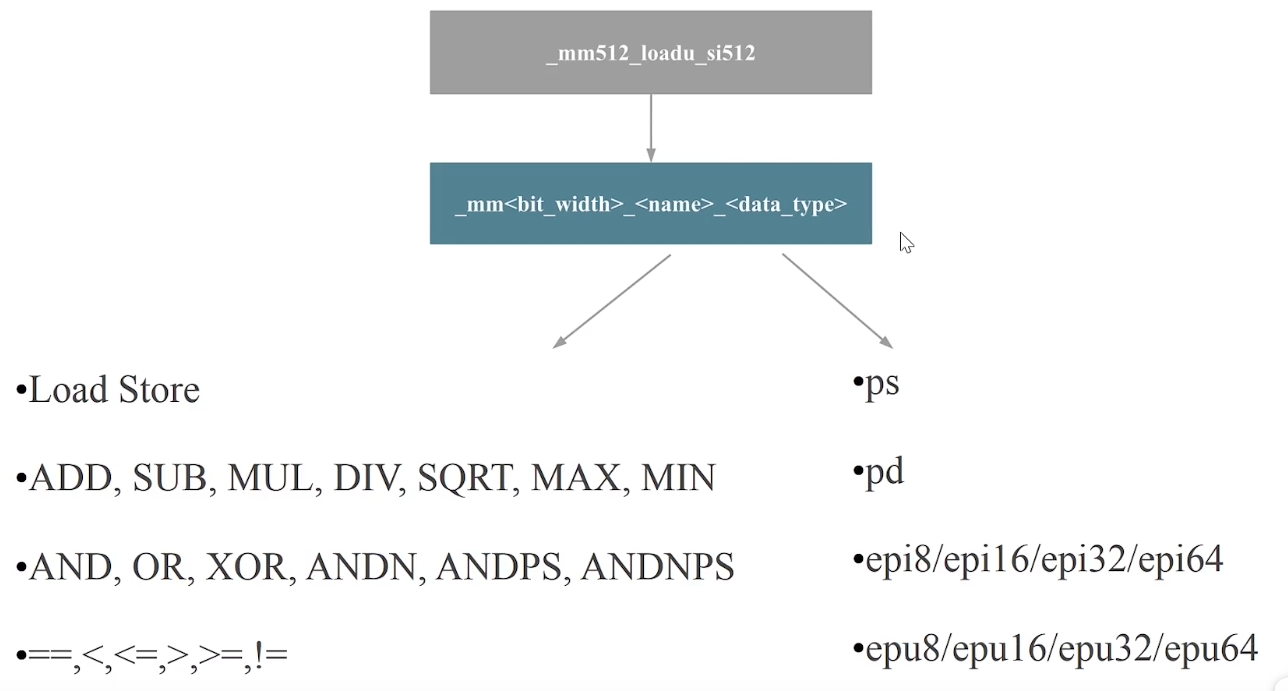 _mm512_loadu_si512
_mm<bit_width>_<name>_<data_type>
•Load Store
•ADD, SUB, MUL, DIV, SQRT, MAX, MIN
•AND, OR, XOR, ANDN, ANDPS, ANDNPS
•==,<,<=,>,>=,!=
•ps
•pd
•epi8/epi16/epi32/epi64
•epu8/epu16/epu32/epu64